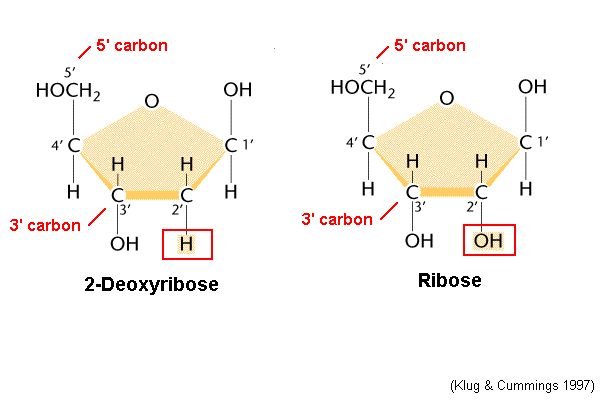 5' carbon
5'
HOCH2
O
OH
4'
C
C
1'
H
H
H
H
C
C
3'
2'
3' carbon
OH
H
2-Deoxyribose
5' carbon
5'
HOCH2
O
OH
4'
C
C
1'
H
H
H
H
C
C
3'
2'
3' carbon
OH
OH
Ribose
(Klug & Cummings 1997)